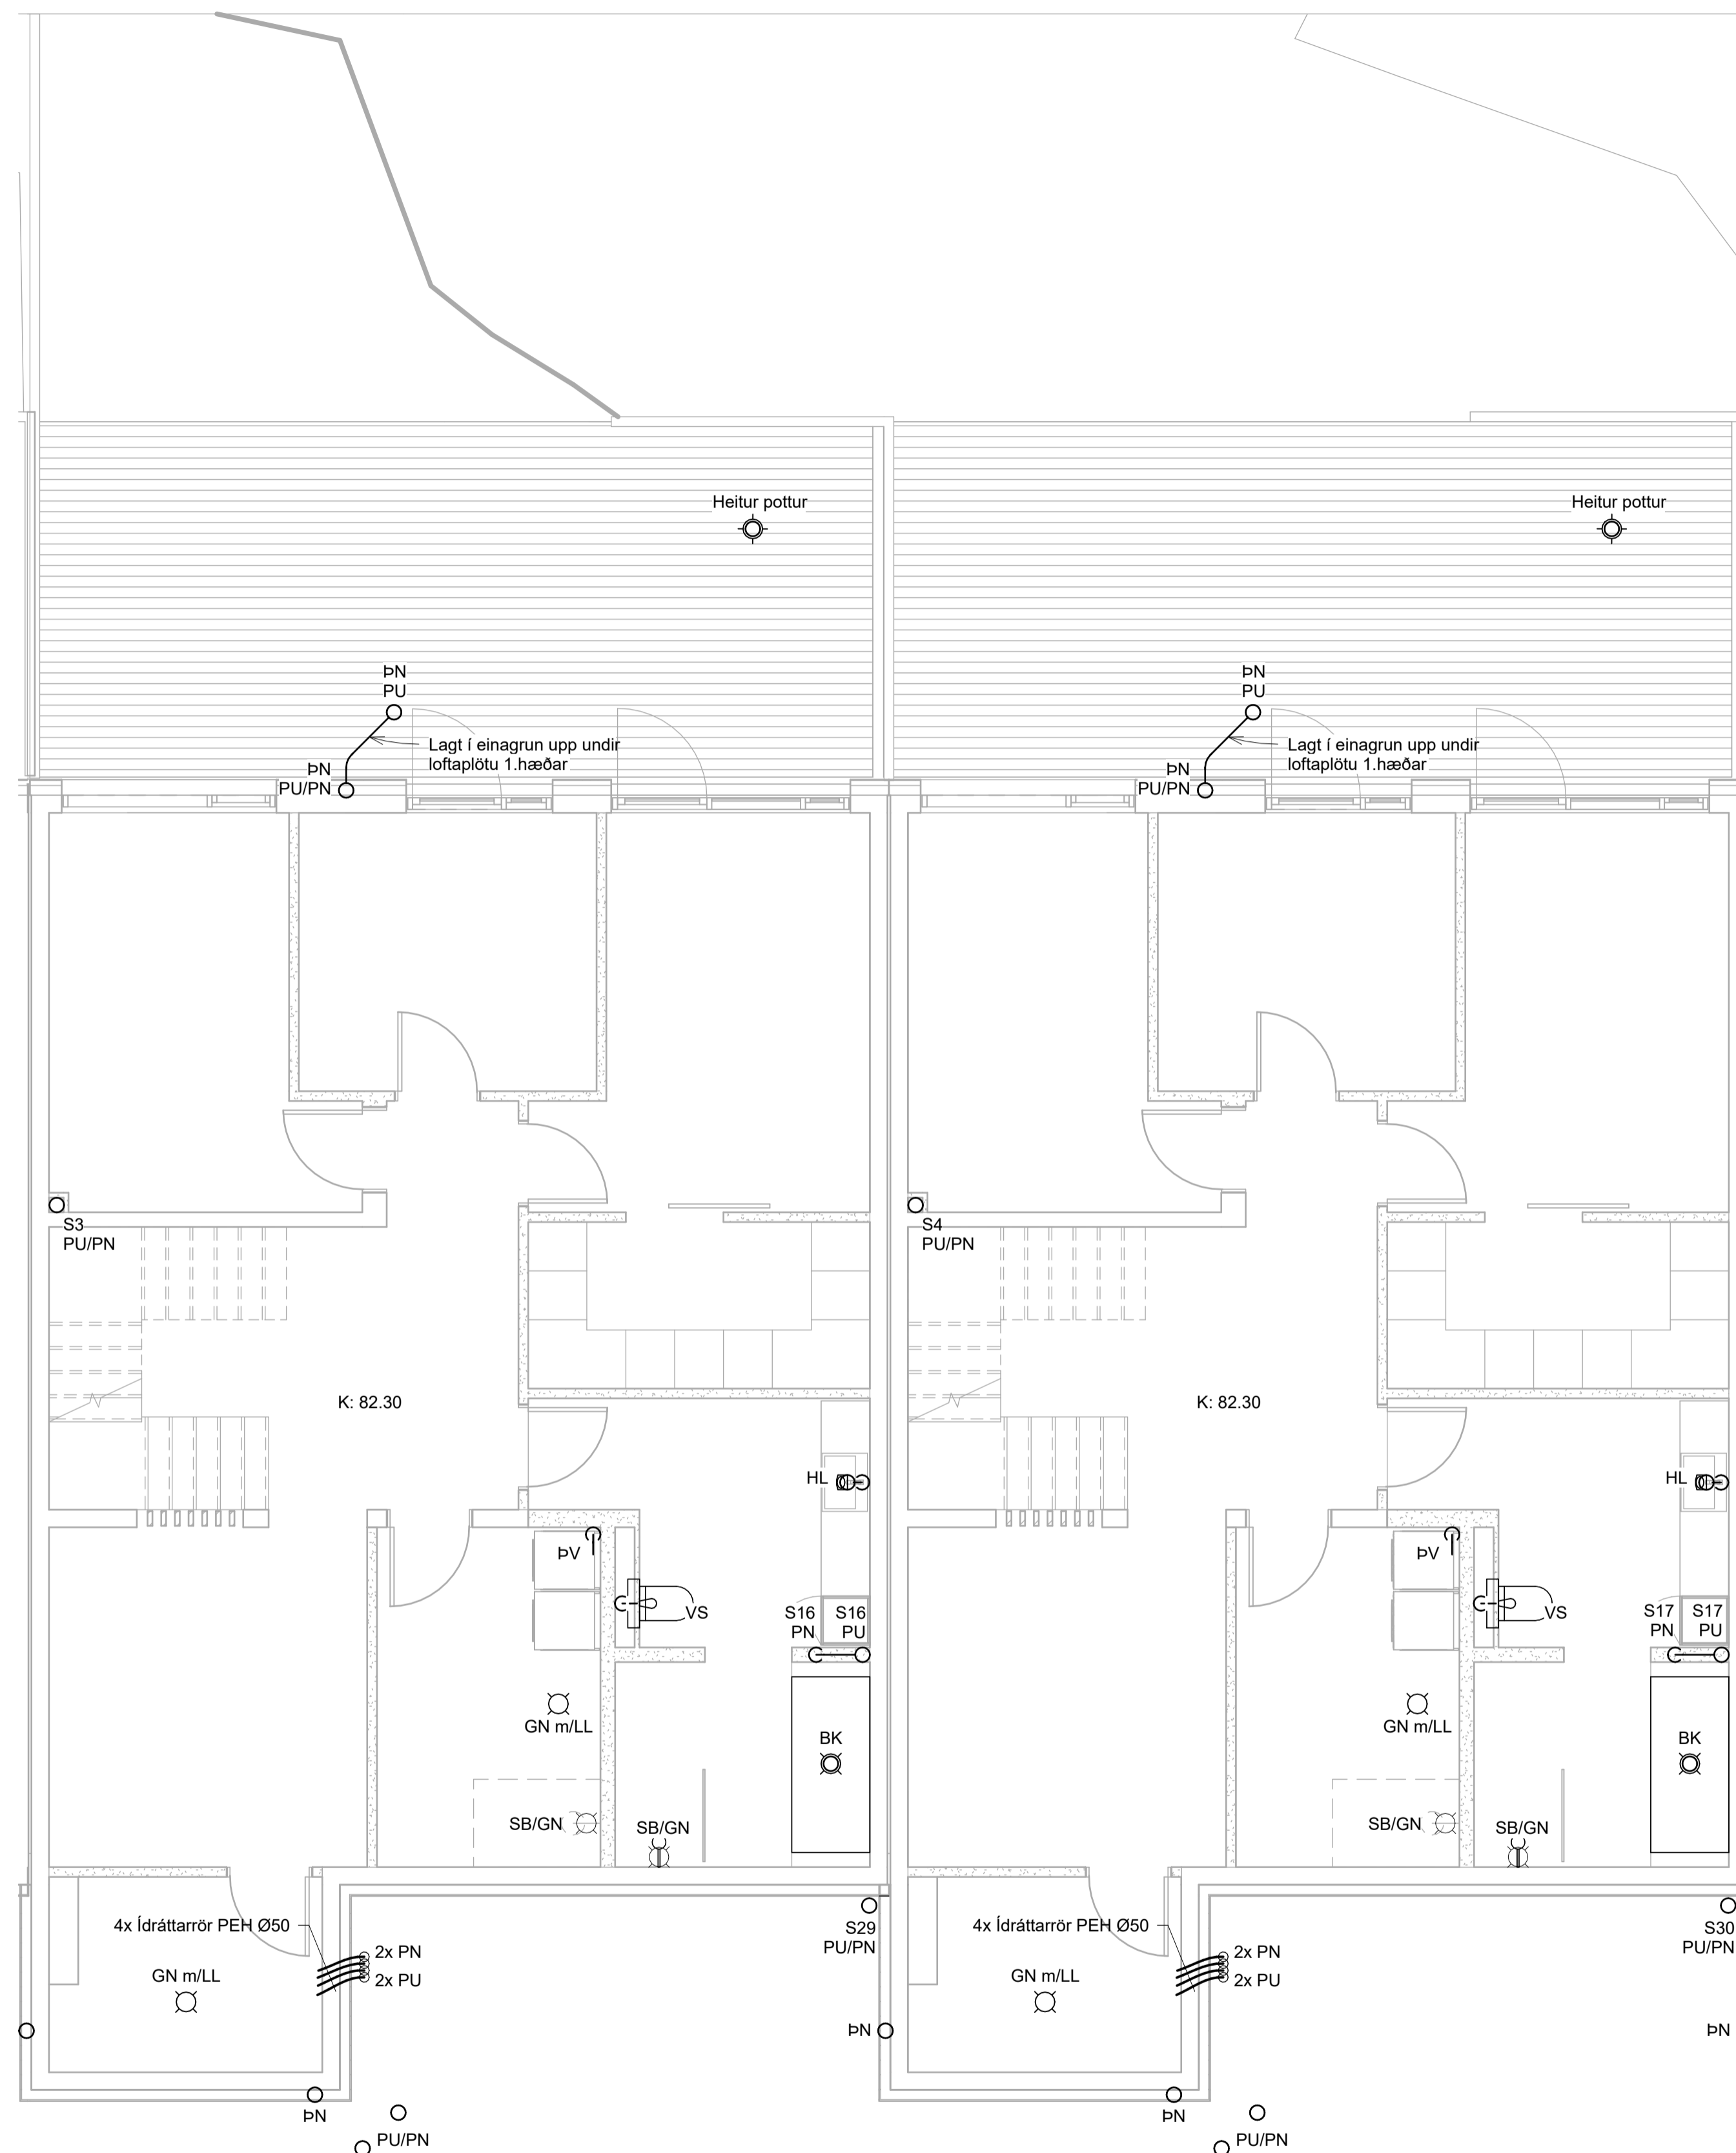 Heitur pottur
Heitur pottur
ÞN
PU
ÞN
PU
Lagt í einagrun upp undir
loftaplötu 1.hæðar
Lagt í einagrun upp undir
loftaplötu 1.hæðar
ÞN
PU/PN
ÞN
PU/PN
S3
PU/PN
S4
PU/PN
K: 82.30
K: 82.30
HL
HL
ÞV
ÞV
VS
VS
S16
PN
S16
PU
S17
PN
S17
PU
GN m/LL
GN m/LL
BK
BK
SB/GN
SB/GN
SB/GN
SB/GN
4x Ídráttarrör PEH Ø50
4x Ídráttarrör PEH Ø50
S29
PU/PN
S30
PU/PN
2x PN
2x PU
2x PN
2x PU
GN m/LL
GN m/LL
ÞN
ÞN
ÞN
ÞN
PU/PN
PU/PN